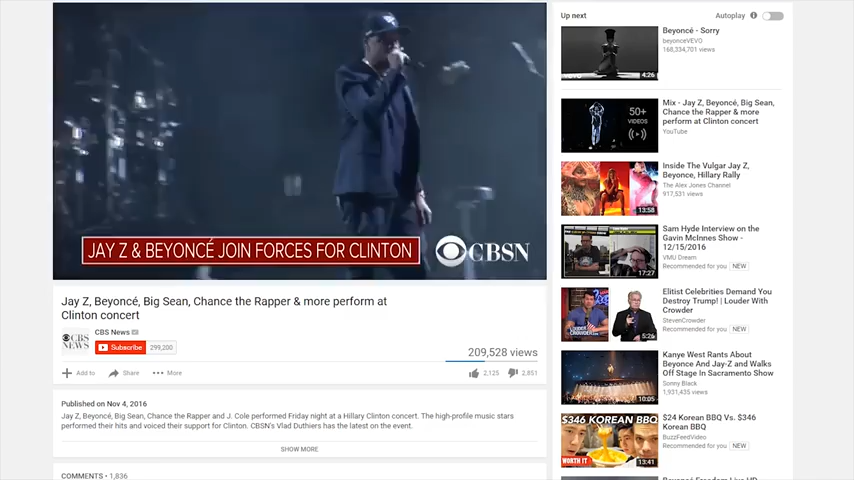 JAY Z & BEYONCÉ JOIN FORCES FOR CLINTON
CBSN
Jay Z, Beyoncé, Big Sean, Chance the Rapper & more perform at
Clinton concert
CBS NEWS
CBS News
Subscribe 299,200
209,528 views
Add to Share More
2,125 2,851
Published on Nov 4, 2016
Jay Z, Beyoncé, Big Sean, Chance the Rapper and J. Cole performed Friday night at a Hillary Clinton concert. The high-profile music stars
performed their hits and voiced their support for Clinton. CBSN's Vlad Duthiers has the latest on the event.
SHOW MORE
COMMENTS • 1,836
Up next
Autoplay
vevo
4:26
Beyoncé - Sorry
beyonceVEVO
168,334,701 views
50+
VIDEOS
Mix - Jay Z, Beyoncé, Big Sean,
Chance the Rapper & more
perform at Clinton concert
YouTube
13:58
Inside The Vulgar Jay Z,
Beyonce, Hillary Rally
The Alex Jones Channel
917,531 views
17:27
Sam Hyde Interview on the
Gavin McInnes Show -
12/15/2016
VMU Dream
Recommended for you NEW
LOUDER
CROWDER
5:26
Elitist Celebrities Demand You
Destroy Trump! | Louder With
Crowder
StevenCrowder
Recommended for you NEW
10:05
Kanye West Rants About
Beyonce And Jay-Z and Walks
Off Stage In Sacramento Show
Sonny Black
1,931,435 views
$346 KOREAN BBQ
WORTH IT
13:41
$24 Korean BBQ Vs. $346
Korean BBQ
BuzzFeedVideo
Recommended for you NEW